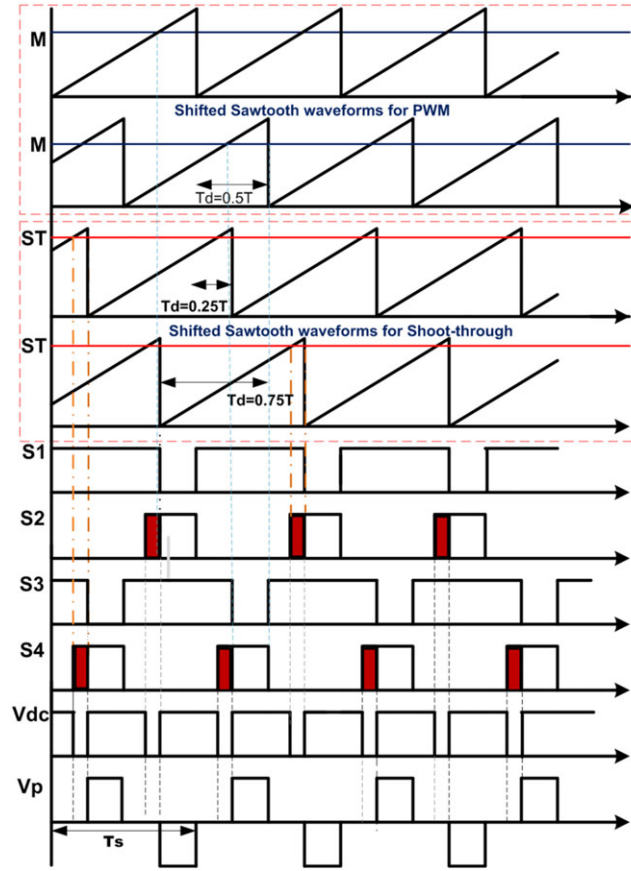 M
Shifted Sawtooth waveforms for PWM
M
Td=0.5T
ST
Td=0.25T
Shifted Sawtooth waveforms for Shoot-through
ST
Td=0.75T
S1
S2
S3
S4
Vdc
Vp
Ts